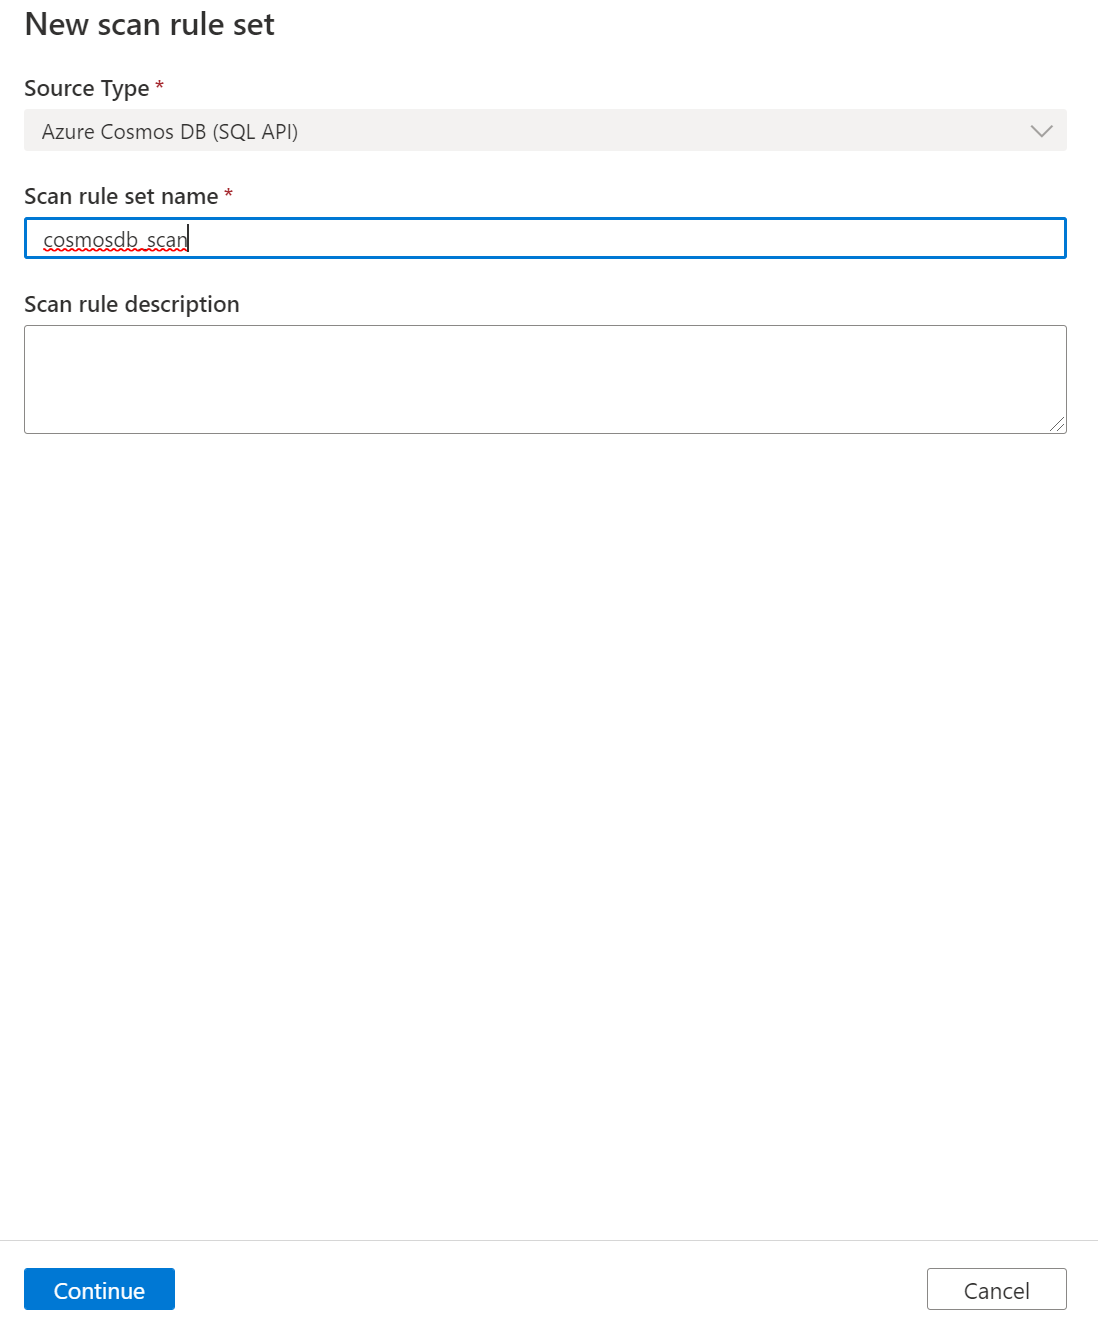 New scan rule set
Source Type *
Azure Cosmos DB (SQL API)
Scan rule set name *
cosmosdb_scan
Scan rule description
Continue
Cancel